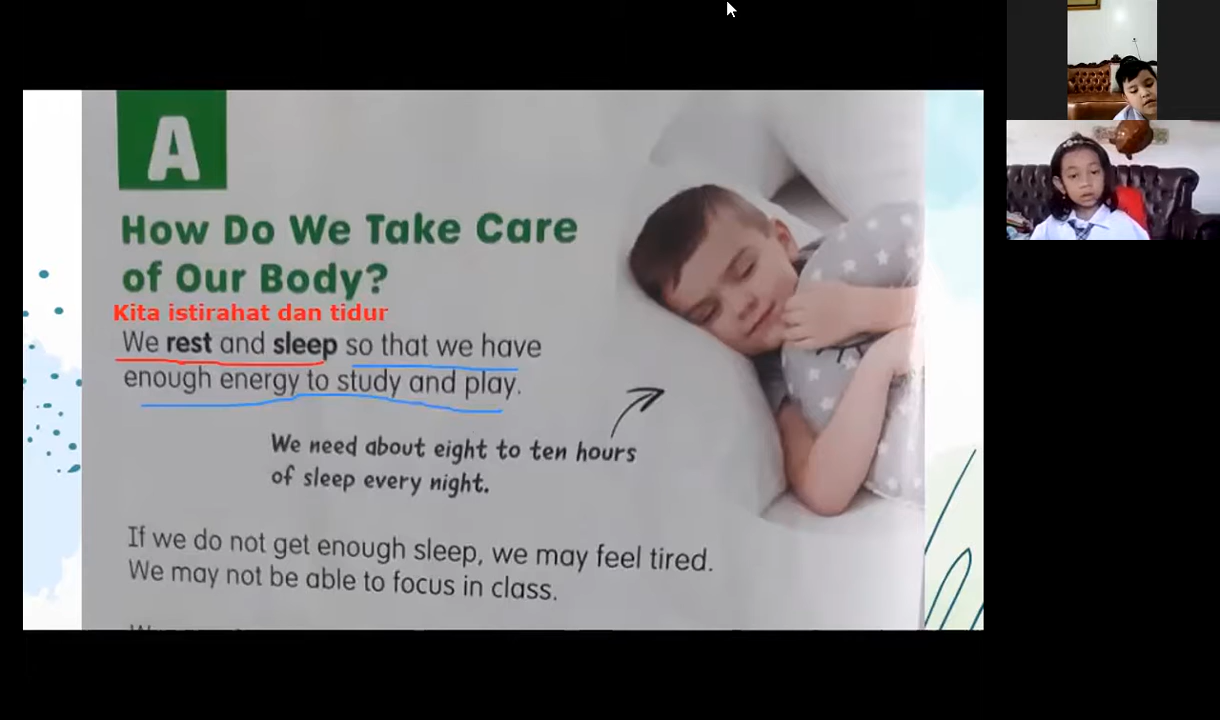 A
How Do We Take Care
of Our Body?
Kita istirahat dan tidur
We rest and sleep so that we have
enough energy to study and play.
We need about eight to ten hours
of sleep every night.
If we do not get enough sleep, we may feel tired.
We may not be able to focus in class.